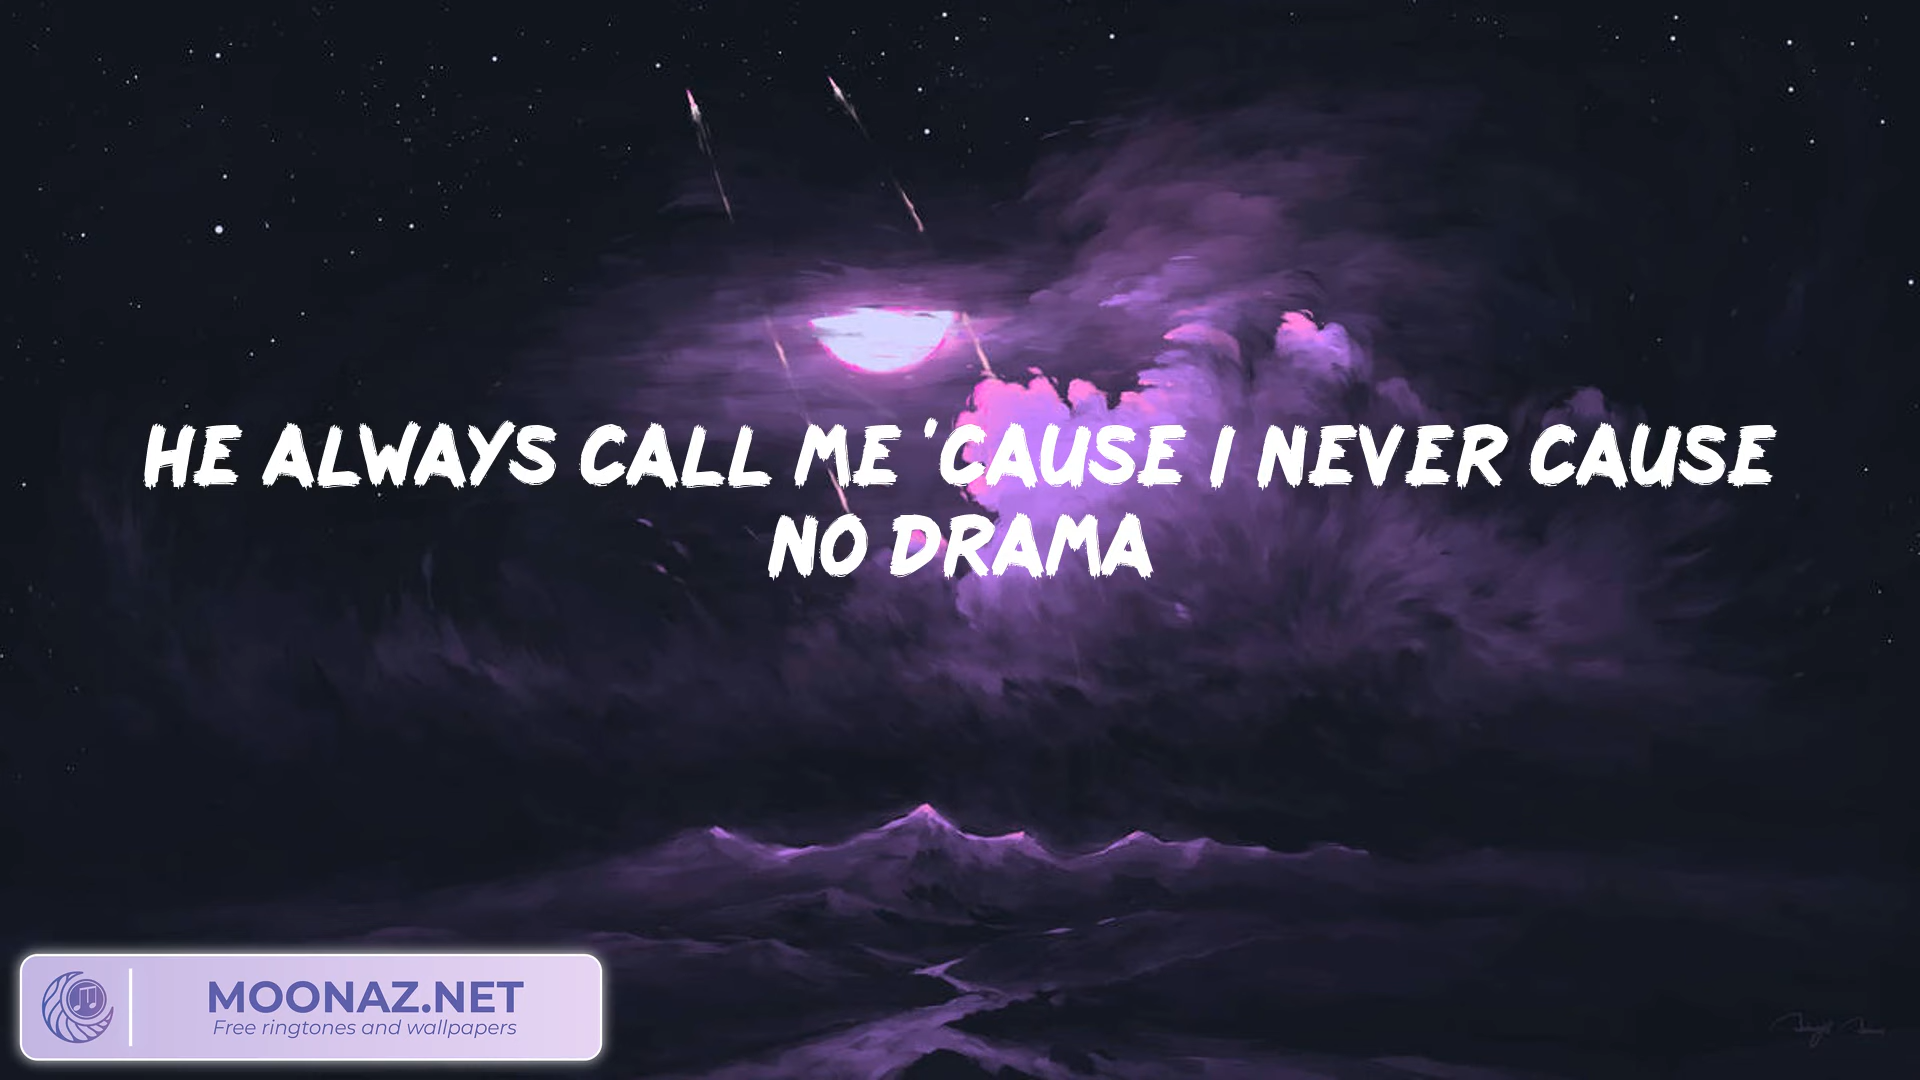 HE ALWAYS CALL ME 'CAUSE I NEVER CAUSE
NO DRAMA
MOONAZ.NET
Free ringtones and wallpapers